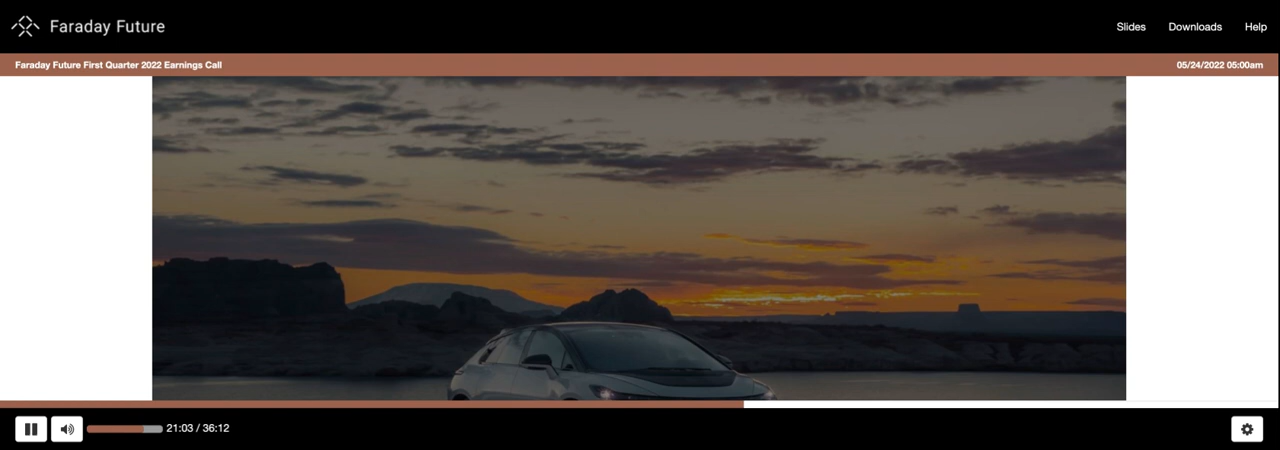 Faraday Future
Slides Downloads Help
Faraday Future First Quarter 2022 Earnings Call 05/24/2022 05:00am
21:03 / 36:12